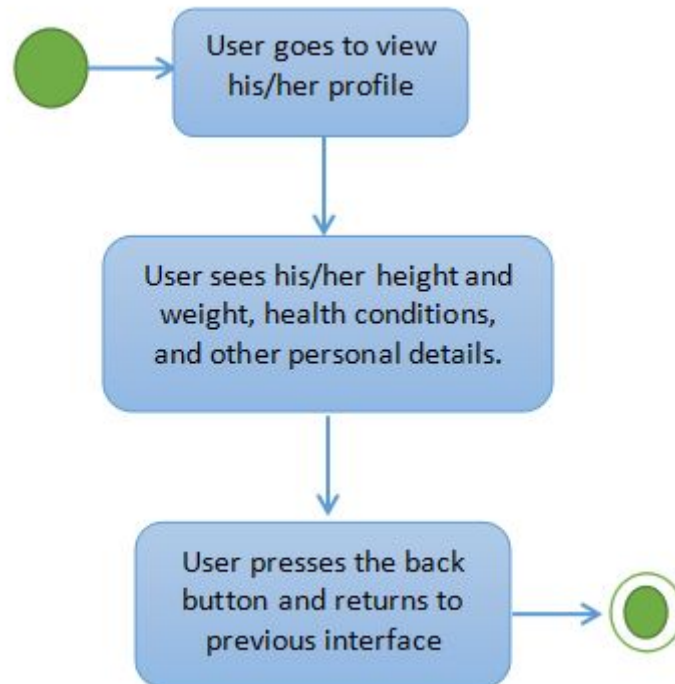 User goes to view
his/her profile
User sees his/her height and
weight, health conditions,
and other personal details.
User presses the back
button and returns to
previous interface